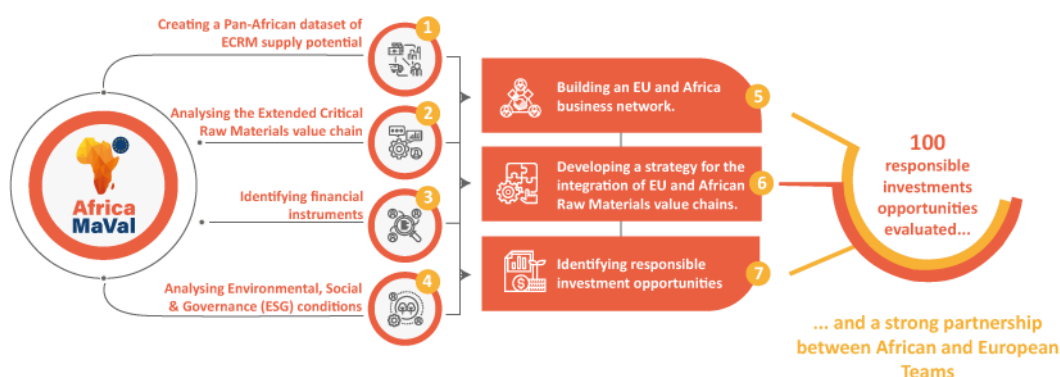 Creating a Pan-African dataset of
ECRM supply potential
1
Analysing the Extended Critical
Raw Materials value chain
2
Africa
MaVal
Identifying financial
instruments
3
Analysing Environmental, Social
& Governance (ESG) conditions
4
Building an EU and Africa
business network.
5
Developing a strategy for the
integration of EU and African
Raw Materials value chains.
6
Identifying responsible
investment opportunities
7
100
responsible
investments
opportunities
evaluated...
... and a strong partnership
between African and European
Teams